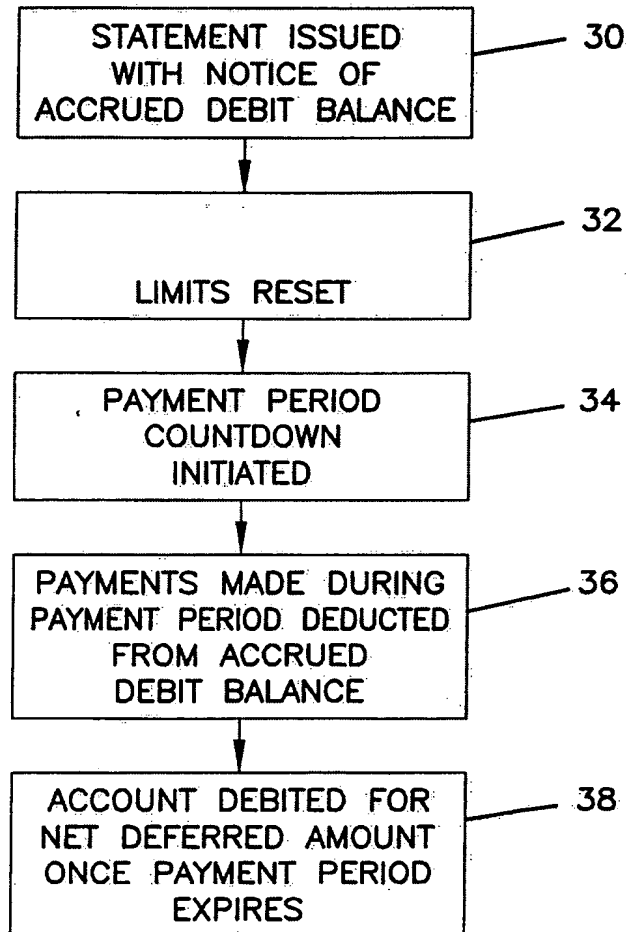 STATEMENT ISSUED
WITH NOTICE OF
ACCRUED DEBIT BALANCE
30
LIMITS RESET
32
PAYMENT PERIOD
COUNTDOWN
INITIATED
34
PAYMENTS MADE DURING
PAYMENT PERIOD DEDUCTED
FROM ACCRUED
DEBIT BALANCE
36
ACCOUNT DEBITED FOR
NET DEFERRED AMOUNT
ONCE PAYMENT PERIOD
EXPIRES
38